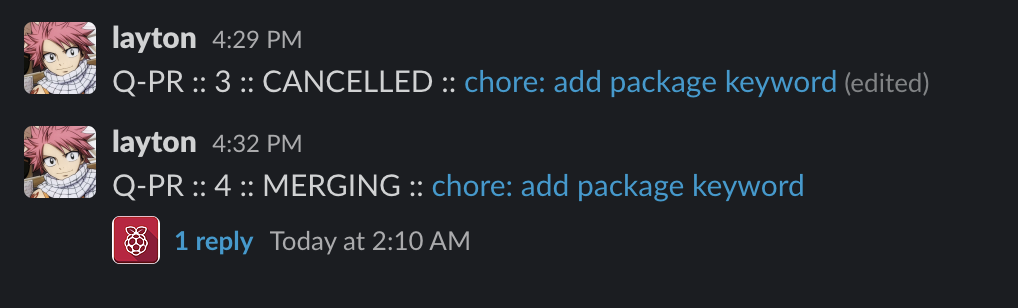 layton 4:29 PM
Q-PR :: 3 :: CANCELLED :: chore: add package keyword (edited)
layton 4:32 PM
Q-PR :: 4 :: MERGING :: chore: add package keyword
1 reply Today at 2:10 AM